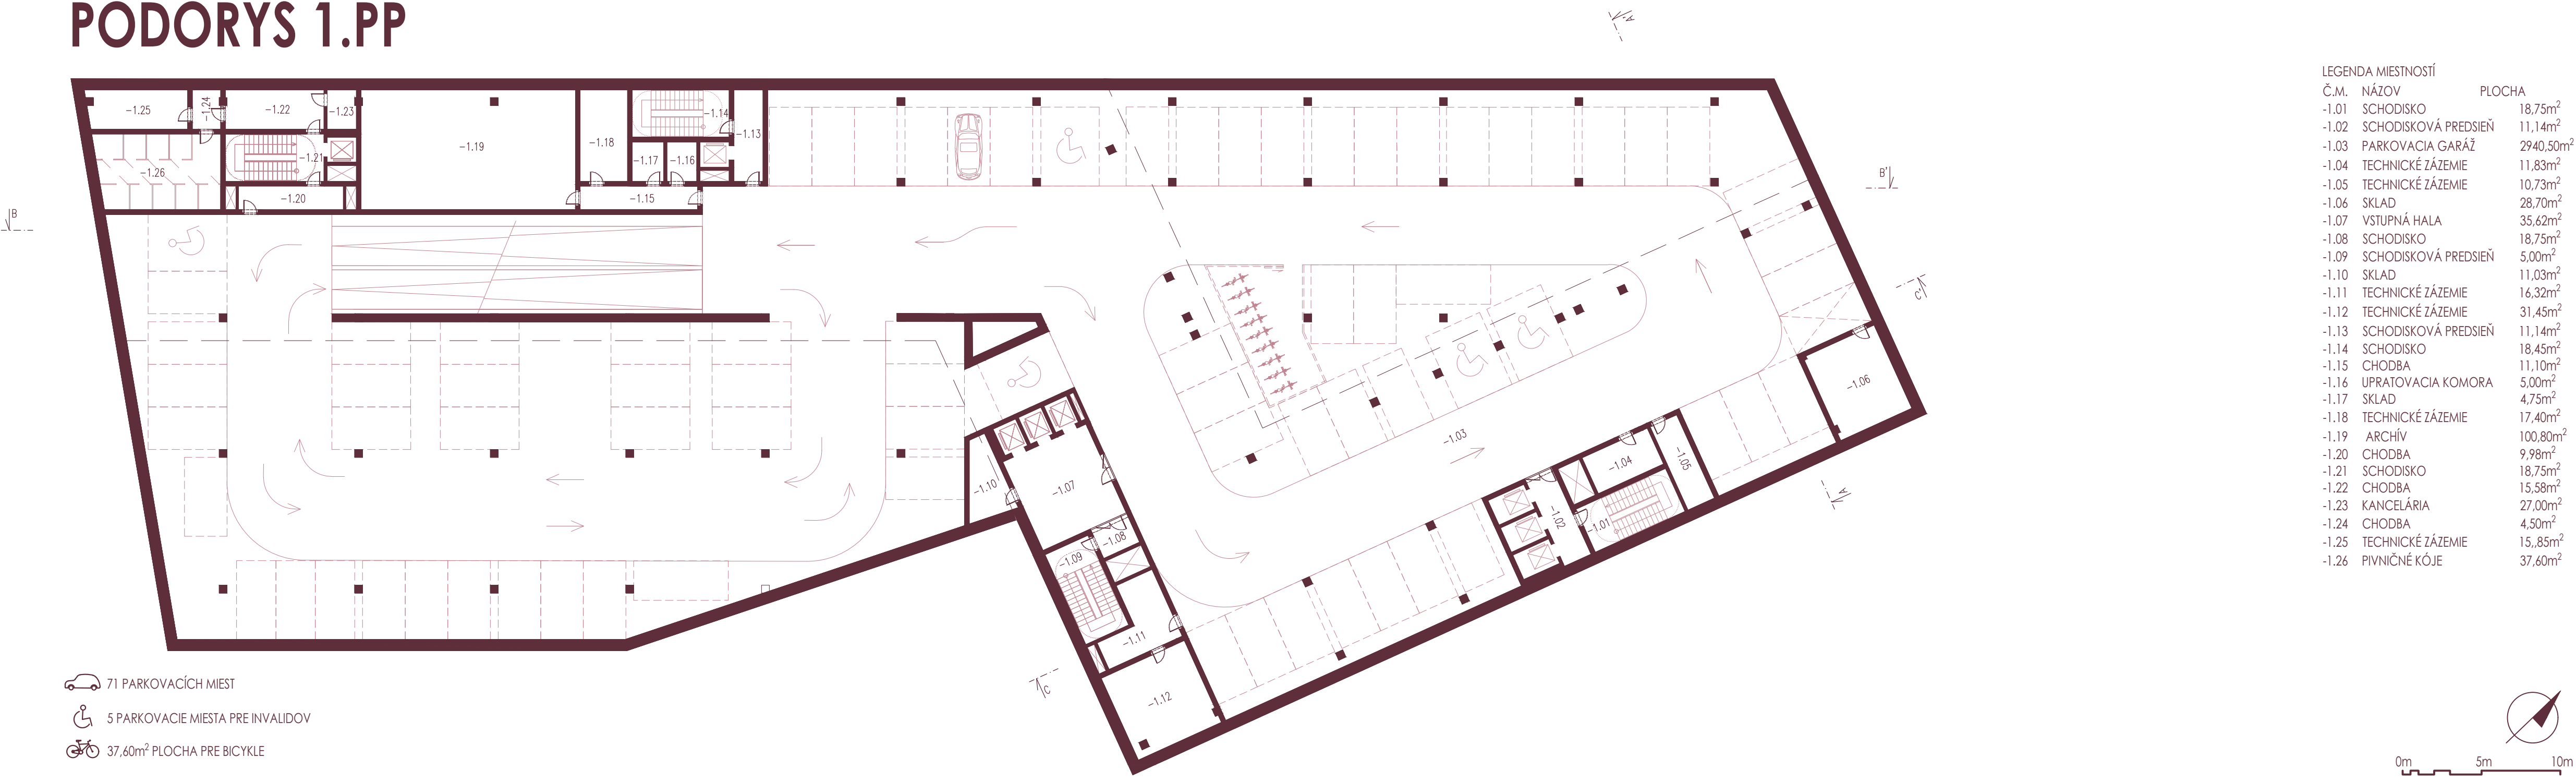 PODORYS 1.PP
A'
LEGENDA MIESTNOSTÍ
Č.M. NÁZOV PLOCHA
-1.01 SCHODISKO 18,75m²
-1.02 SCHODISKOVÁ PREDSIEŇ 11,14m²
-1.03 PARKOVACIA GARÁŽ 2940,50m²
-1.04 TECHNICKÉ ZÁZEMIE 11,83m²
-1.05 TECHNICKÉ ZÁZEMIE 10,73m²
-1.06 SKLAD 28,70m²
-1.07 VSTUPNÁ HALA 35,62m²
-1.08 SCHODISKO 18,75m²
-1.09 SCHODISKOVÁ PREDSIEŇ 5,00m²
-1.10 SKLAD 11,03m²
-1.11 TECHNICKÉ ZÁZEMIE 16,32m²
-1.12 TECHNICKÉ ZÁZEMIE 31,45m²
-1.13 SCHODISKOVÁ PREDSIEŇ 11,14m²
-1.14 SCHODISKO 18,45m²
-1.15 CHODBA 11,10m²
-1.16 UPRATOVACIA KOMORA 5,00m²
-1.17 SKLAD 4,75m²
-1.18 TECHNICKÉ ZÁZEMIE 17,40m²
-1.19 ARCHÍV 100,80m²
-1.20 CHODBA 9,98m²
-1.21 SCHODISKO 18,75m²
-1.22 CHODBA 15,58m²
-1.23 KANCELÁRIA 27,00m²
-1.24 CHODBA 4,50m²
-1.25 TECHNICKÉ ZÁZEMIE 15,,85m²
-1.26 PIVNIČNÉ KÓJE 37,60m²
-1.25
-1.24
-1.22
-1.23
-1.14
-1.13
-1.18
-1.19
-1.21
-1.17
-1.16
-1.26
-1.20
-1.15
B
B'
C'
-1.06
-1.03
-1.04
-1.05
-1.10
-1.07
-1.02
-1.01
-1.08
-1.09
-1.11
-1.12
A
C
71 PARKOVACÍCH MIEST
5 PARKOVACIE MIESTA PRE INVALIDOV
37,60m² PLOCHA PRE BICYKLE
0m 5m 10m